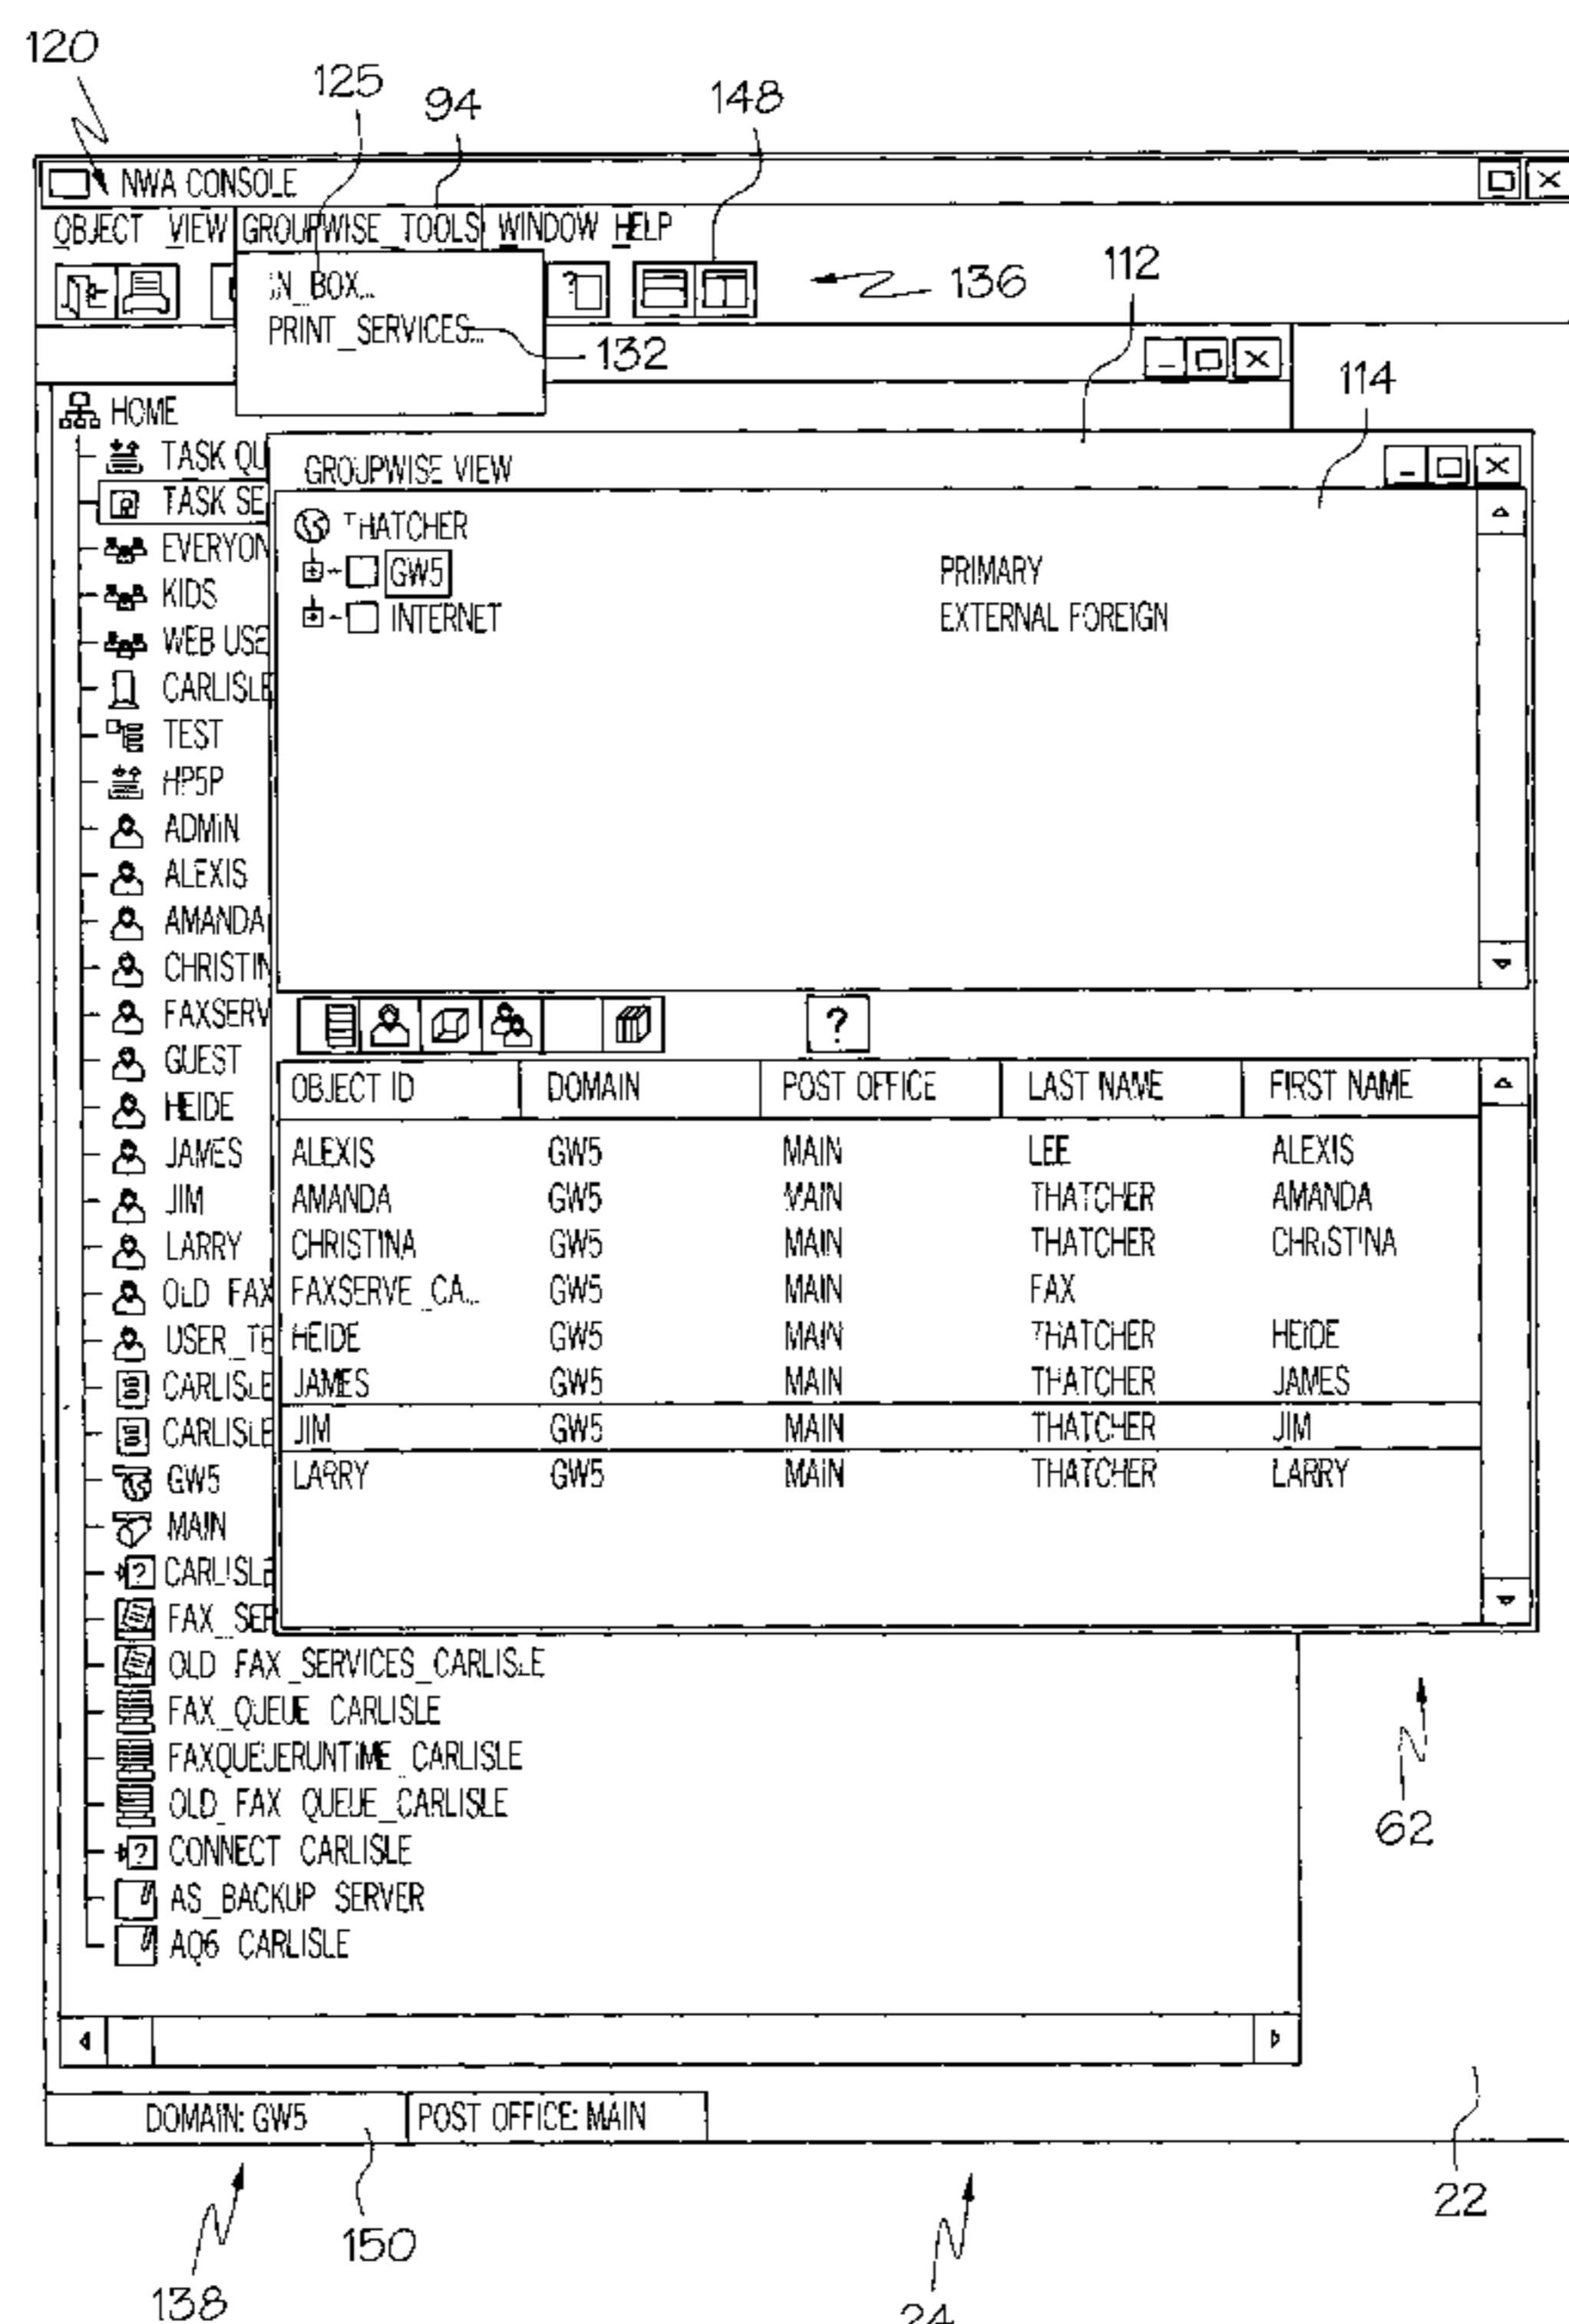 120
125
94
148
NWA CONSOLE
OBJECT VIEW GROUPWISE_TOOLS WINDOW HELP
IN_BOX...
PRINT_SERVICES...
132
136
112
114
HOME
TASK QU
TASK SE
EVERYON
KIDS
WEB USE
CARLISLE
TEST
HP5P
ADMIN
ALEXIS
AMANDA
CHRISTIN
FAXSERV
GUEST
HEIDE
JAMES
JIM
LARRY
OLD FAX
USER_TE
CARLISLE
CARLISLE
GW5
MAIN
CARLISLE
FAX_SER
OLD FAX_SERVICES_CARLISLE
FAX_QUEUE CARLISLE
FAXQUEUERUNTIME_CARLISLE
OLD_FAX QUEUE_CARLISLE
CONNECT CARLISLE
AS_BACKUP SERVER
AQ6 CARLISLE
GROUPWISE VIEW
THATCHER
GW5 PRIMARY
INTERNET EXTERNAL FOREIGN
?
OBJECT ID DOMAIN POST OFFICE LAST NAME FIRST NAME
ALEXIS GW5 MAIN LEE ALEXIS
AMANDA GW5 MAIN THATCHER AMANDA
CHRISTINA GW5 MAIN THATCHER CHRISTINA
FAXSERVE_CA... GW5 MAIN FAX
HEIDE GW5 MAIN THATCHER HEIDE
JAMES GW5 MAIN THATCHER JAMES
JIM GW5 MAIN THATCHER JIM
LARRY GW5 MAIN THATCHER LARRY
62
DOMAIN: GW5 POST OFFICE: MAIN
22
150
138
24